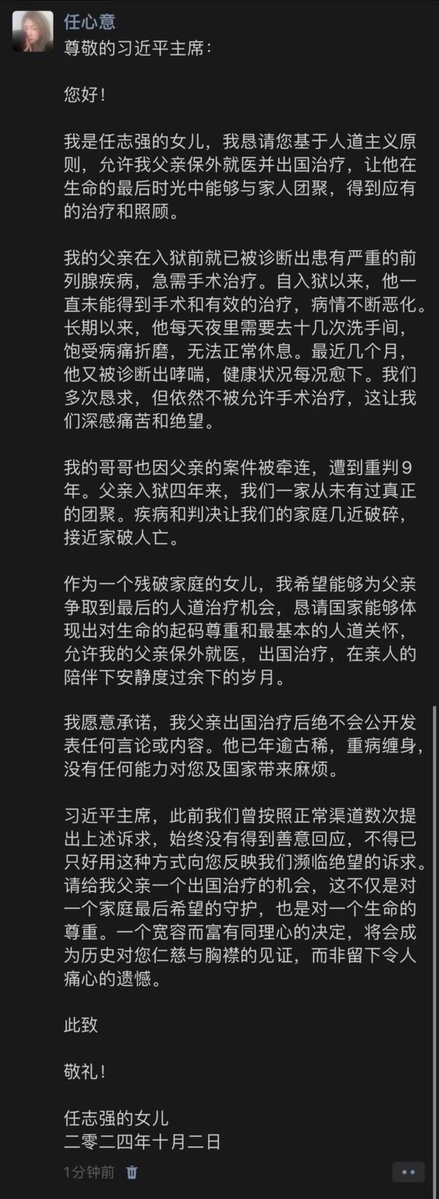 任心意
尊敬的习近平主席：
您好！
我是任志强的女儿，我恳请您基于人道主义原
则，允许我父亲保外就医并出国治疗，让他在
生命的最后时光中能够与家人团聚，得到应有
的治疗和照顾。
我的父亲在入狱前就已被诊断出患有严重的前
列腺疾病，急需手术治疗。自入狱以来，他一
直未能得到手术和有效的治疗，病情不断恶化。
长期以来，他每天夜里需要去十几次洗手间，
饱受病痛折磨，无法正常休息。最近几个月，
他又被诊断出哮喘，健康状况每况愈下。我们
多次恳求，但依然不被允许手术治疗，这让我
们深感痛苦和绝望。
我的哥哥也因父亲的案件被牵连，遭到重判9
年。父亲入狱四年来，我们一家从未有过真正
的团聚。疾病和判决让我们的家庭几近破碎，
接近家破人亡。
作为一个残破家庭的女儿，我希望能够为父亲
争取到最后的人道治疗机会，恳请国家能够体
现出对生命的起码尊重和最基本的人道关怀，
允许我的父亲保外就医，出国治疗，在亲人的
陪伴下安静度过余下的岁月。
我愿意承诺，我父亲出国治疗后绝不会公开发
表任何言论或内容。他已年逾古稀，重病缠身，
没有任何能力对您及国家带来麻烦。
习近平主席，此前我们曾按照正常渠道数次提
出上述诉求，始终没有得到善意回应，不得已
只好用这种方式向您反映我们濒临绝望的诉求。
请给我父亲一个出国治疗的机会，这不仅是对
一个家庭最后希望的守护，也是对一个生命的
尊重。一个宽容而富有同理心的决定，将会成
为历史对您仁慈与胸襟的见证，而非留下令人
痛心的遗憾。
此致
敬礼！
任志强的女儿
二零二四年十月二日
1分钟前